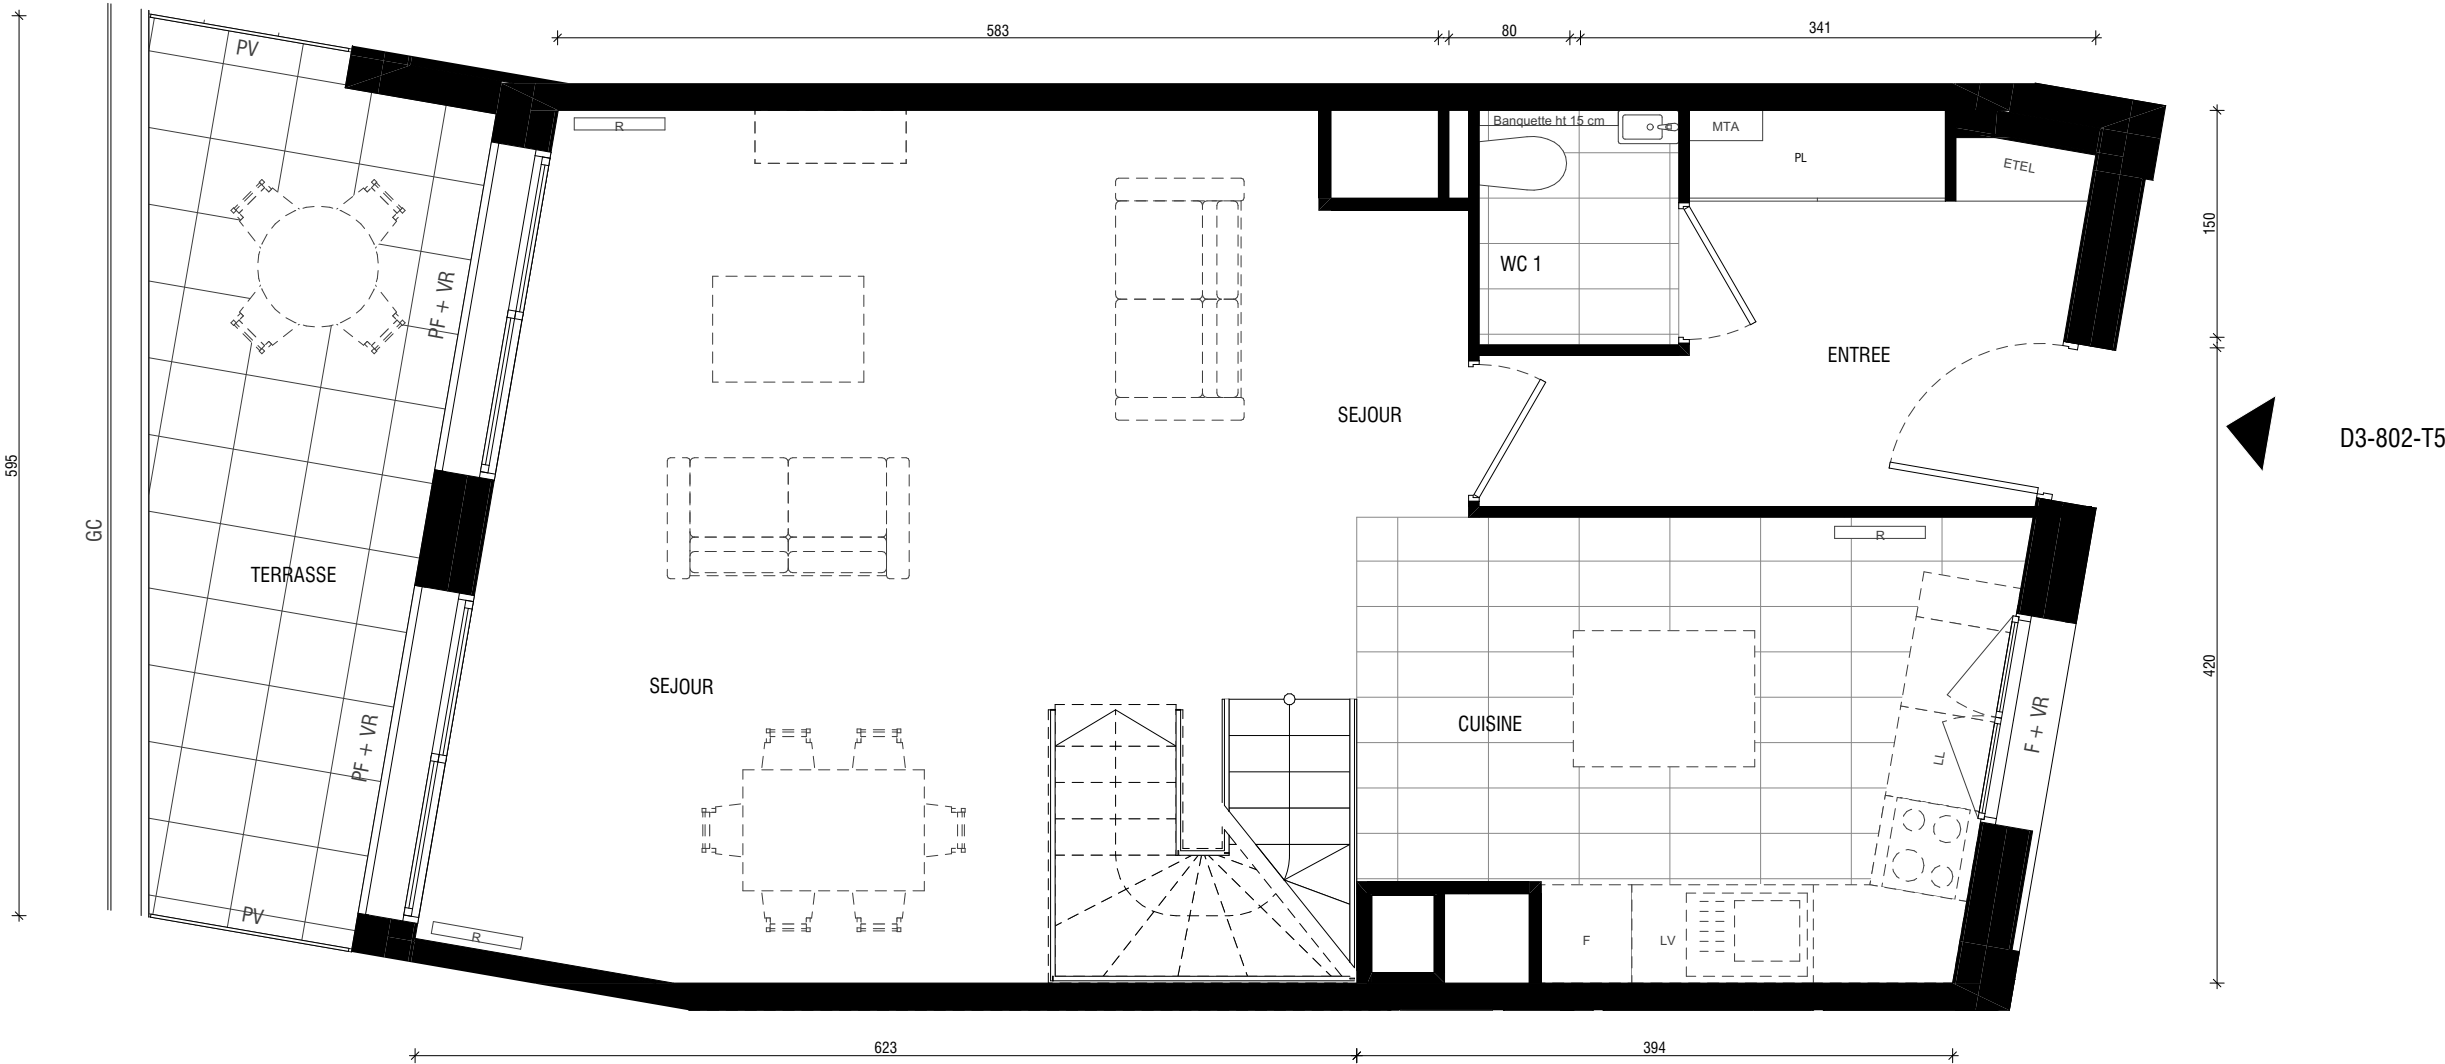 583
80
341
PV
R
Banquette ht 15 cm
MTA
PL
ETEL
150
WC 1
PF + VR
ENTREE
SEJOUR
D3-802-T5
595
GC
TERRASSE
R
420
SEJOUR
CUISINE
F + VR
PF + VR
LL
PV
R
F
LV
623
394